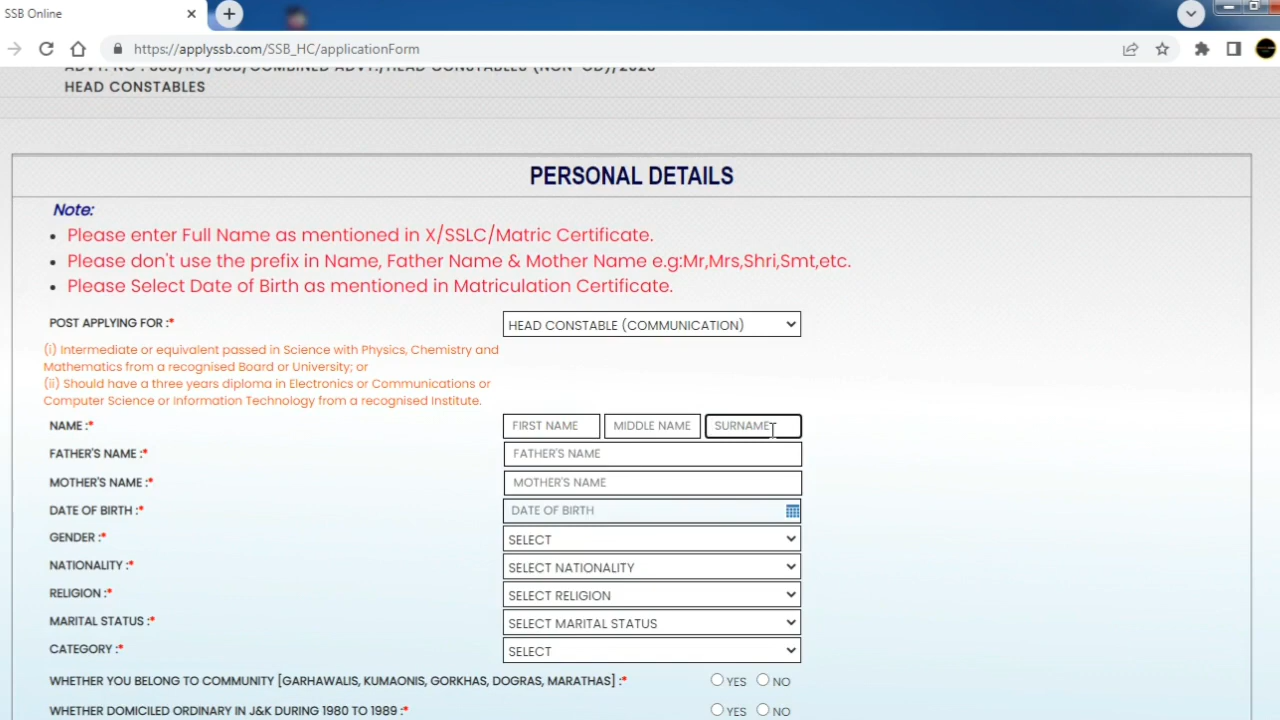 SSB Online
https://applyssb.com/SSB_HC/applicationForm
HEAD CONSTABLES
PERSONAL DETAILS
Note:
Please enter Full Name as mentioned in X/SSLC/Matric Certificate.
Please don't use the prefix in Name, Father Name & Mother Name e.g:Mr,Mrs,Shri,Smt,etc.
Please Select Date of Birth as mentioned in Matriculation Certificate.
POST APPLYING FOR :* HEAD CONSTABLE (COMMUNICATION)
(i) Intermediate or equivalent passed in Science with Physics, Chemistry and
Mathematics from a recognised Board or University; or
(ii) Should have a three years diploma in Electronics or Communications or
Computer Science or Information Technology from a recognised Institute.
NAME :* FIRST NAME MIDDLE NAME SURNAME
FATHER'S NAME :* FATHER'S NAME
MOTHER'S NAME :* MOTHER'S NAME
DATE OF BIRTH :* DATE OF BIRTH
GENDER :* SELECT
NATIONALITY :* SELECT NATIONALITY
RELIGION :* SELECT RELIGION
MARITAL STATUS :* SELECT MARITAL STATUS
CATEGORY :* SELECT
WHETHER YOU BELONG TO COMMUNITY [GARHAWALIS, KUMAONIS, GORKHAS, DOGRAS, MARATHAS] :* YES NO
WHETHER DOMICILED ORDINARY IN J&K DURING 1980 TO 1989 :* YES NO